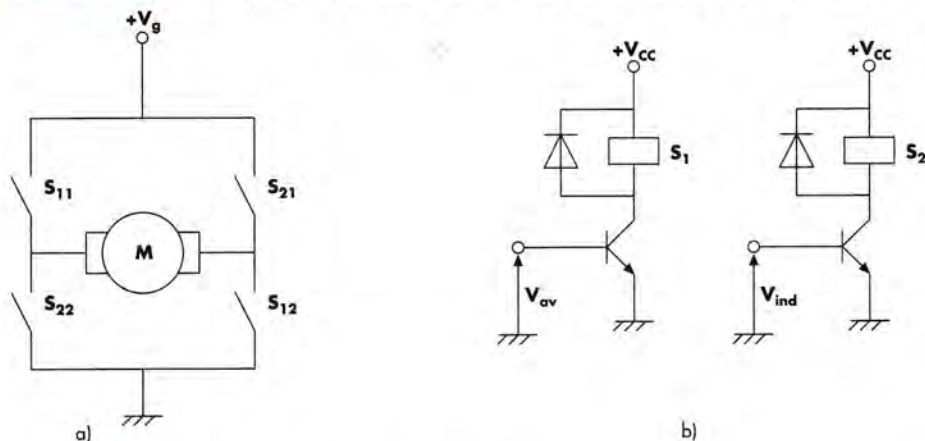 +Vg
S11
S21
M
S22
S12
a)
+Vcc
S1
Vav
+Vcc
S2
Vind
b)